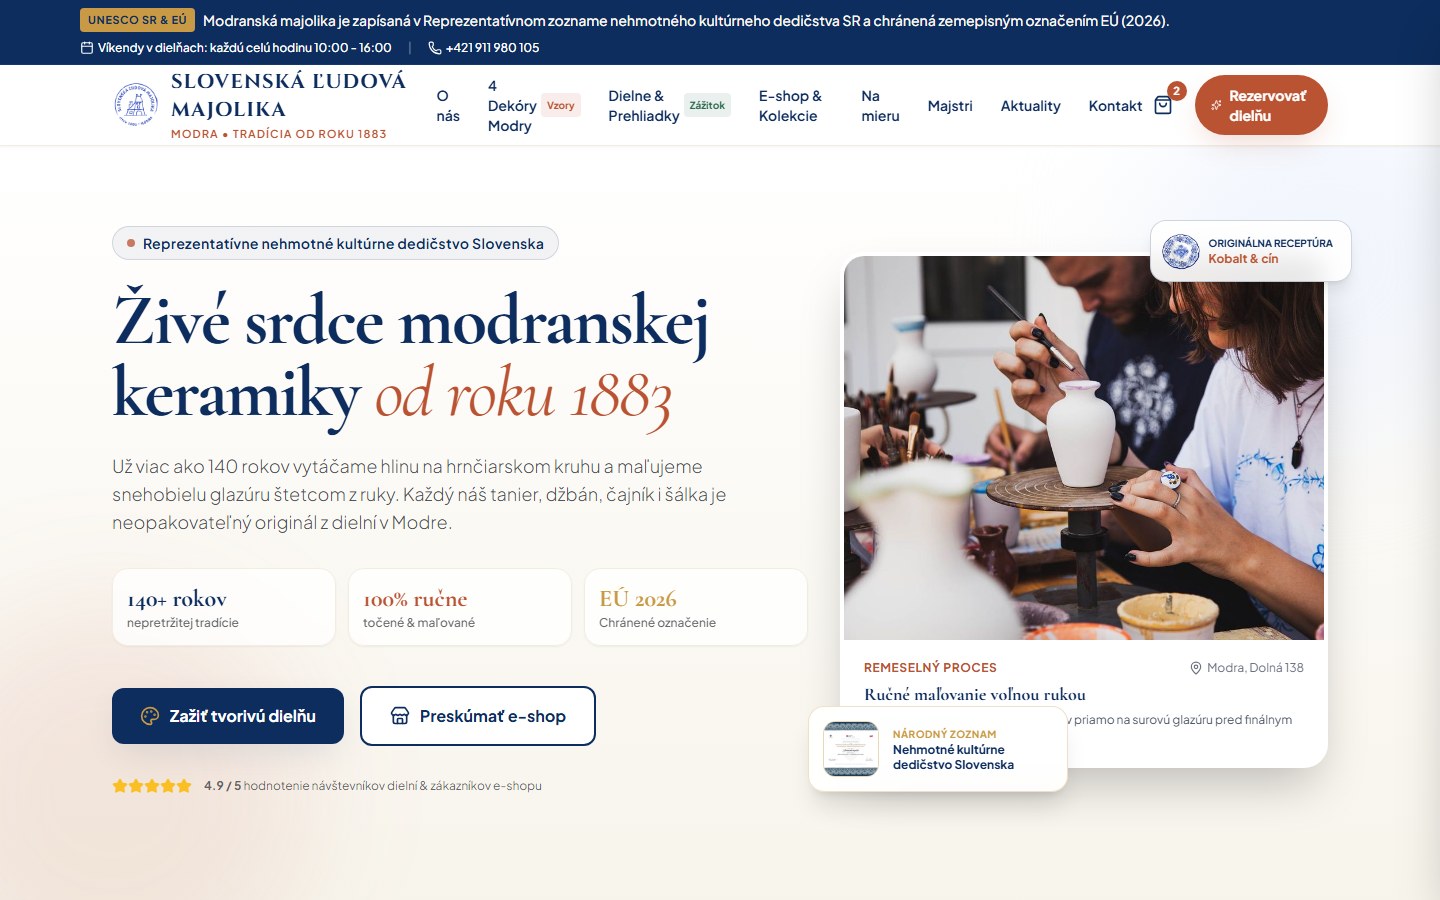 UNESCO SR & EÚ
Modranská majolika je zapísaná v Reprezentatívnom zozname nehmotného kultúrneho dedičstva SR a chránená zemepisným označením EÚ (2026).
Víkendy v dielňach: každú celú hodinu 10:00 - 16:00 | +421 911 980 105
SLOVENSKÁ ĽUDOVÁ
MAJOLIKA
MODRA • TRADÍCIA OD ROKU 1883
O
nás
4
Dekóry
Modry
Vzory
Dielne &
Prehliadky
Zážitok
E-shop &
Kolekcie
Na
mieru
Majstri
Aktuality
Kontakt
2
Rezervovať
dielňu
Reprezentatívne nehmotné kultúrne dedičstvo Slovenska
Živé srdce modranskej
keramiky od roku 1883
Už viac ako 140 rokov vytáčame hlinu na hrnčiarskom kruhu a maľujeme
snehobielu glazúru štetcom z ruky. Každý náš tanier, džbán, čajník i šálka je
neopakovateľný originál z dielní v Modre.
140+ rokov
nepretržitej tradície
100% ručne
točené & maľované
EÚ 2026
Chránené označenie
Zažiť tvorivú dielňu
Preskúmať e-shop
4.9 / 5 hodnotenie návštevníkov dielní & zákazníkov e-shopu
ORIGINÁLNA RECEPTÚRA
Kobalt & cín
REMESELNÝ PROCES
Modra, Dolná 138
Ručné maľovanie voľnou rukou
v priamo na surovú glazúru pred finálnym
NÁRODNÝ ZOZNAM
Nehmotné kultúrne
dedičstvo Slovenska